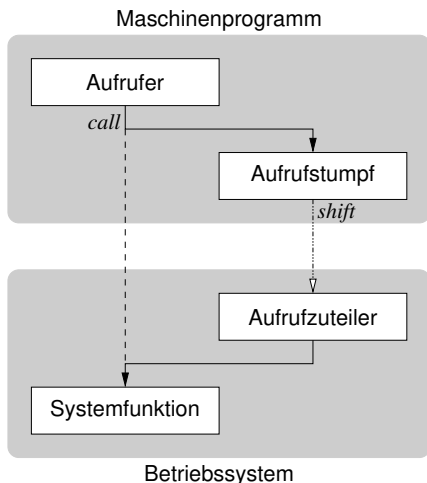 Maschinenprogramm
Aufrufer
call
Aufrufstumpf
shift
Aufrufzuteiler
Systemfunktion
Betriebssystem